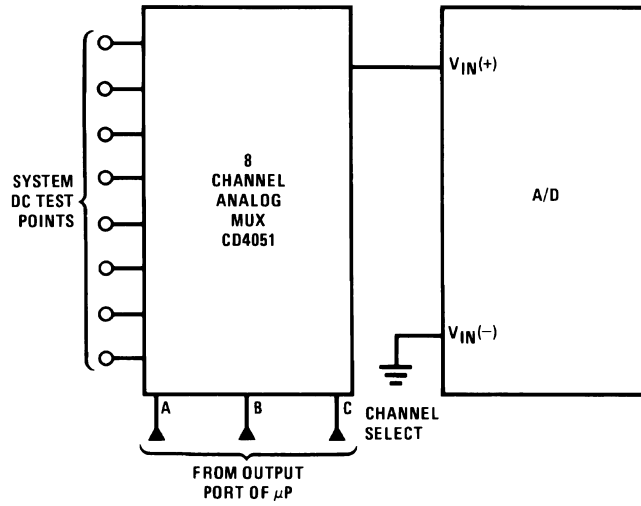 SYSTEM
DC TEST
POINTS
8
CHANNEL
ANALOG
MUX
CD4051
VIN(+)
A/D
VIN(−)
A
B
C
CHANNEL
SELECT
FROM OUTPUT
PORT OF μP